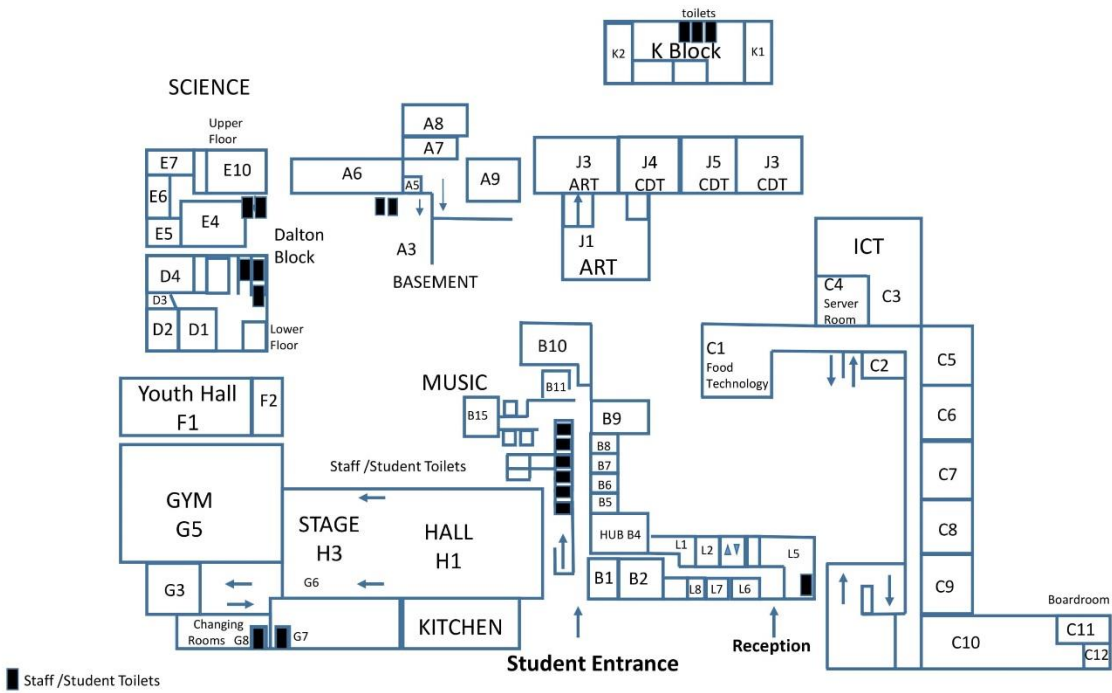 toilets
K2
K Block
K1
SCIENCE
Upper
Floor
E7
E10
E6
E4
E5
Dalton
Block
D4
D3
D2
D1
Lower
Floor
A8
A7
A6
A5
A9
A3
BASEMENT
J3
ART
J4
CDT
J5
CDT
J3
CDT
J1
ART
ICT
C4
Server
Room
C3
C1
Food
Technology
C2
C5
C6
C7
C8
C9
Boardroom
C10
C11
C12
Youth Hall
F1
F2
MUSIC
B10
B11
B15
B9
B8
B7
B6
B5
HUB B4
Staff /Student Toilets
GYM
G5
STAGE
H3
HALL
H1
G6
G3
Changing
Rooms
G8
G7
KITCHEN
L1
L2
L5
B1
B2
L8
L7
L6
Student Entrance
Reception
Staff /Student Toilets